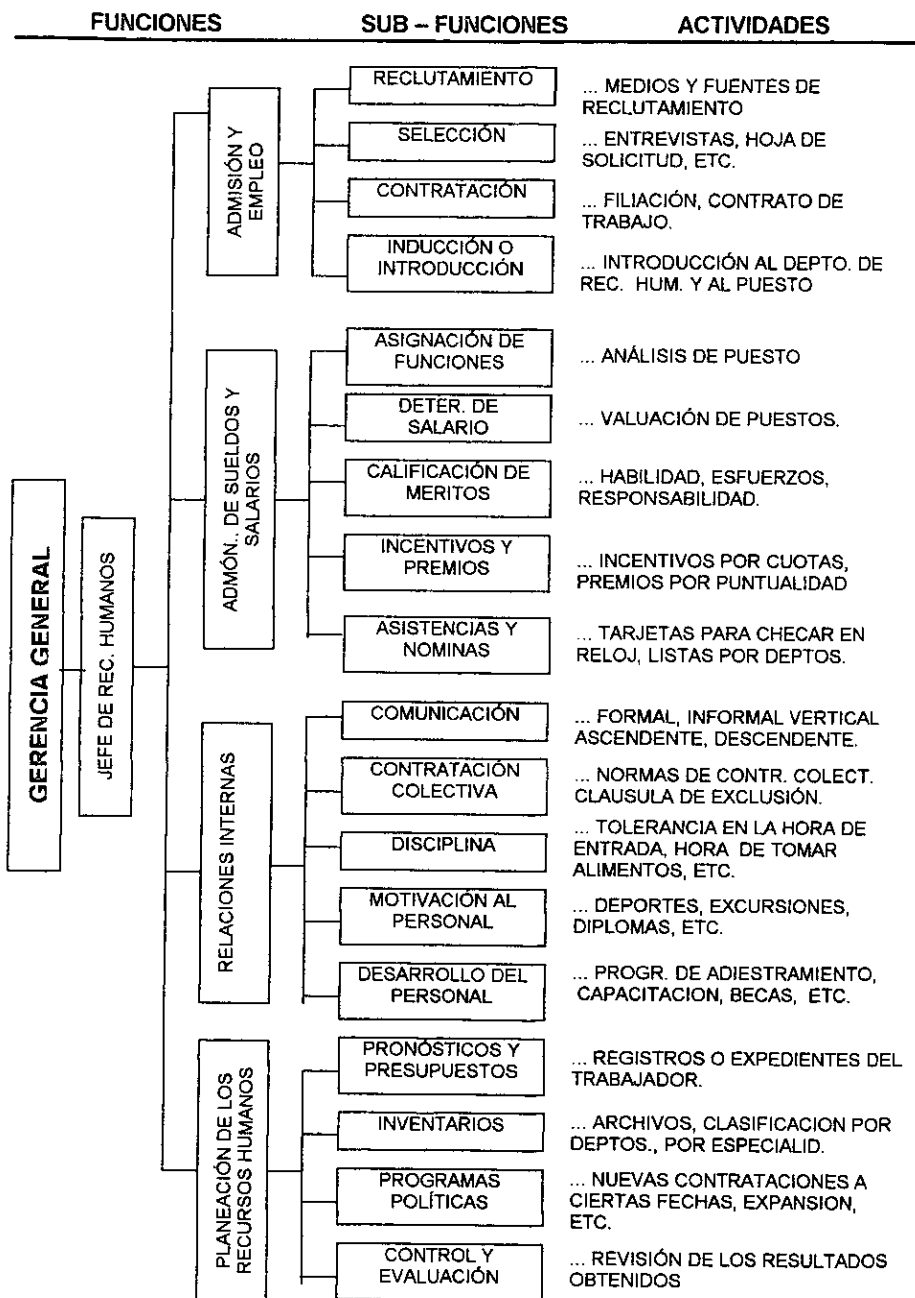 FUNCIONES SUB – FUNCIONES ACTIVIDADES
GERENCIA GENERAL
JEFE DE REC. HUMANOS
ADMISIÓN Y
EMPLEO
RECLUTAMIENTO
... MEDIOS Y FUENTES DE
RECLUTAMIENTO
SELECCIÓN
... ENTREVISTAS, HOJA DE
SOLICITUD, ETC.
CONTRATACIÓN
... FILIACIÓN, CONTRATO DE
TRABAJO.
INDUCCIÓN O
INTRODUCCIÓN
... INTRODUCCIÓN AL DEPTO. DE
REC. HUM. Y AL PUESTO
ADMÓN.. DE SUELDOS Y
SALARIOS
ASIGNACIÓN DE
FUNCIONES
... ANÁLISIS DE PUESTO
DETER. DE
SALARIO
... VALUACIÓN DE PUESTOS.
CALIFICACIÓN DE
MERITOS
... HABILIDAD, ESFUERZOS,
RESPONSABILIDAD.
INCENTIVOS Y
PREMIOS
... INCENTIVOS POR CUOTAS,
PREMIOS POR PUNTUALIDAD
ASISTENCIAS Y
NOMINAS
... TARJETAS PARA CHECAR EN
RELOJ, LISTAS POR DEPTOS.
RELACIONES INTERNAS
COMUNICACIÓN
... FORMAL, INFORMAL VERTICAL
ASCENDENTE, DESCENDENTE.
CONTRATACIÓN
COLECTIVA
... NORMAS DE CONTR. COLECT.
CLAUSULA DE EXCLUSIÓN.
DISCIPLINA
... TOLERANCIA EN LA HORA DE
ENTRADA, HORA DE TOMAR
ALIMENTOS, ETC.
MOTIVACIÓN AL
PERSONAL
... DEPORTES, EXCURSIONES,
DIPLOMAS, ETC.
DESARROLLO DEL
PERSONAL
... PROGR. DE ADIESTRAMIENTO,
CAPACITACION, BECAS, ETC.
PLANEACIÓN DE LOS
RECURSOS HUMANOS
PRONÓSTICOS Y
PRESUPUESTOS
... REGISTROS O EXPEDIENTES DEL
TRABAJADOR.
INVENTARIOS
... ARCHIVOS, CLASIFICACION POR
DEPTOS., POR ESPECIALID.
PROGRAMAS
POLÍTICAS
... NUEVAS CONTRATACIONES A
CIERTAS FECHAS, EXPANSION,
ETC.
CONTROL Y
EVALUACIÓN
... REVISIÓN DE LOS RESULTADOS
OBTENIDOS